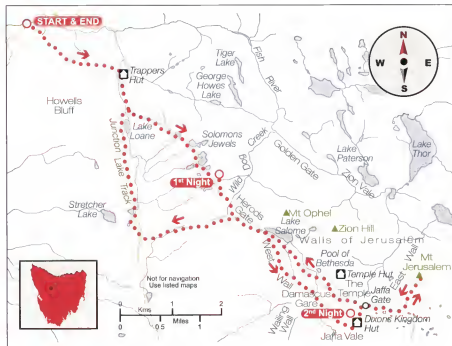 START & END
N
W E
S
Trappers
Hut
Tiger
Lake
Fish
River
George
Howes
Lake
Howells
Bluff
Junction Lake Track
Lake
Loane
Solomons
Jewels
Wild Dog Creek
Golden Gate
Lake
Paterson
Lake
Thor
Zion Vale
1st Night
Herods
Gate
Stretcher
Lake
Mt Ophel
Lake
Salome
Zion Hill
Walls of Jerusalem
Mt
Jerusalem
Pool of
Bethesda
West Wall
East Wall
Temple Hut
The
Temple
Jaffa
Gate
Damascus
Gate
Wailing Wall
2nd Night
Dixons Kingdom
Hut
Jaffa Vale
Not for navigation
Use listed maps
0 1 2
Kms
Miles